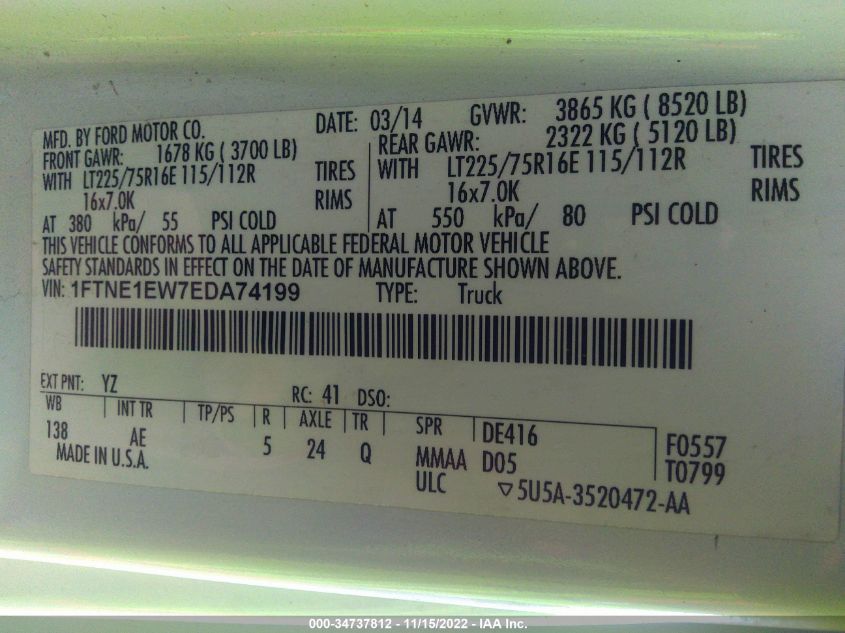 MFD. BY FORD MOTOR CO.
DATE: 03/14 GVWR: 3865 KG ( 8520 LB)
FRONT GAWR: 1678 KG ( 3700 LB)
WITH LT225/75R16E 115/112R TIRES
16x7.0K RIMS
AT 380 kPa/ 55 PSI COLD
REAR GAWR: 2322 KG ( 5120 LB)
WITH LT225/75R16E 115/112R TIRES
16x7.0K RIMS
AT 550 kPa/ 80 PSI COLD
THIS VEHICLE CONFORMS TO ALL APPLICABLE FEDERAL MOTOR VEHICLE
SAFETY STANDARDS IN EFFECT ON THE DATE OF MANUFACTURE SHOWN ABOVE.
VIN: 1FTNE1EW7EDA74199 TYPE: Truck
EXT PNT: YZ RC: 41 DSO:
WB INT TR TP/PS R AXLE TR SPR DE416 F0557
138 AE 5 24 Q MMAA D05 T0799
MADE IN U.S.A. ULC ▽5U5A-3520472-AA
000-34737812 - 11/15/2022 - IAA Inc.